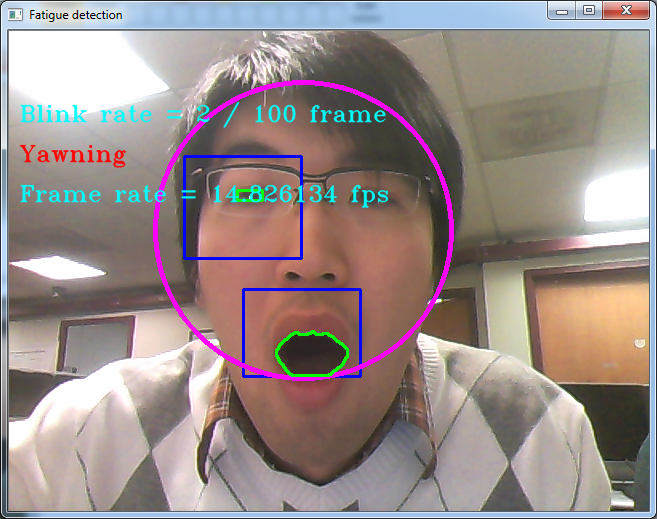 Fatigue detection
Blink rate = 2 / 100 frame
Yawning
Frame rate = 14.826134 fps